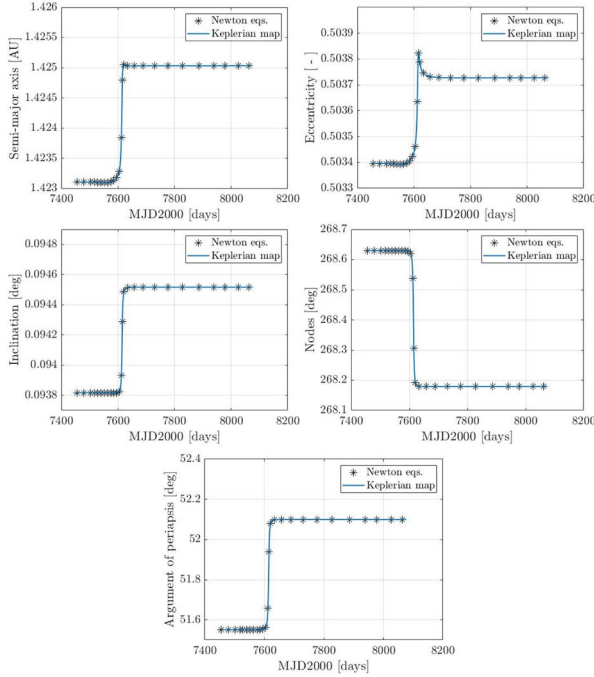 1.426
1.4255
1.425
1.4245
1.424
1.4235
1.423
Semi-major axis [AU]
Newton eqs.
Keplerian map
7400 7600 7800 8000 8200
MJD2000 [days]
0.504
0.5039
0.5038
0.5037
0.5036
0.5035
0.5034
0.5033
Eccentricity [ - ]
Newton eqs.
Keplerian map
7400 7600 7800 8000 8200
MJD2000 [days]
0.0948
0.0946
0.0944
0.0942
0.094
0.0938
0.0936
Inclination [deg]
Newton eqs.
Keplerian map
7400 7600 7800 8000 8200
MJD2000 [days]
268.7
268.6
268.5
268.4
268.3
268.2
268.1
Nodes [deg]
Newton eqs.
Keplerian map
7400 7600 7800 8000 8200
MJD2000 [days]
52.4
52.2
52
51.8
51.6
Argument of periapsis [deg]
Newton eqs.
Keplerian map
7400 7600 7800 8000 8200
MJD2000 [days]